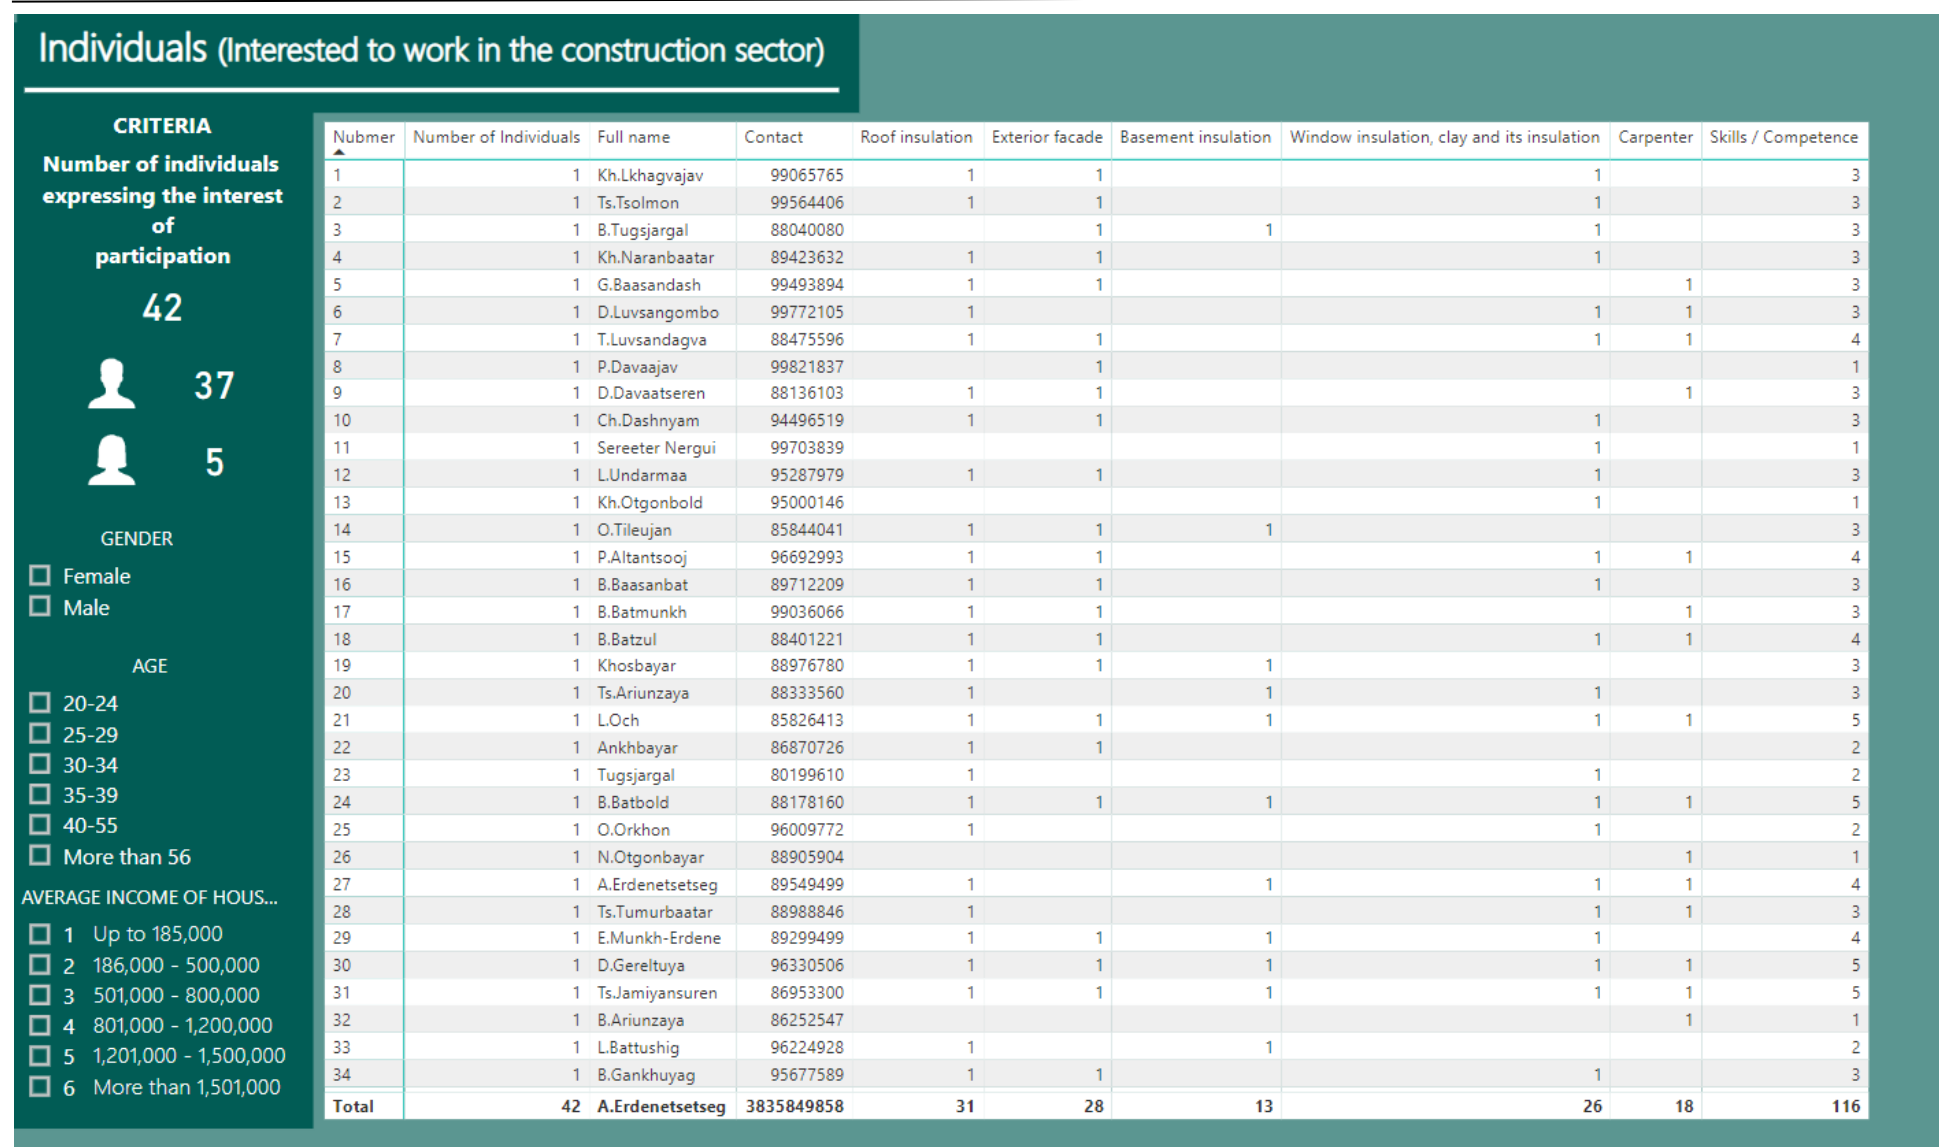 Individuals (Interested to work in the construction sector)
CRITERIA
Number of individuals
expressing the interest
of
participation
42
37
5
GENDER
Female
Male
AGE
20-24
25-29
30-34
35-39
40-55
More than 56
AVERAGE INCOME OF HOUS...
1 Up to 185,000
2 186,000 - 500,000
3 501,000 - 800,000
4 801,000 - 1,200,000
5 1,201,000 - 1,500,000
6 More than 1,501,000
Nubmer Number of Individuals Full name Contact Roof insulation Exterior facade Basement insulation Window insulation, clay and its insulation Carpenter Skills / Competence
1 1 Kh.Lkhagvajav 99065765 1 1 1 3
2 1 Ts.Tsolmon 99564406 1 1 1 3
3 1 B.Tugsjargal 88040080 1 1 1 3
4 1 Kh.Naranbaatar 89423632 1 1 1 3
5 1 G.Baasandash 99493894 1 1 1 3
6 1 D.Luvsangombo 99772105 1 1 1 3
7 1 T.Luvsandagva 88475596 1 1 1 1 4
8 1 P.Davaajav 99821837 1 1
9 1 D.Davaatseren 88136103 1 1 1 3
10 1 Ch.Dashnyam 94496519 1 1 1 3
11 1 Sereeter Nergui 99703839 1 1
12 1 L.Undarmaa 95287979 1 1 1 3
13 1 Kh.Otgonbold 95000146 1 1
14 1 O.Tileujan 85844041 1 1 1 3
15 1 P.Altantsooj 96692993 1 1 1 1 4
16 1 B.Baasanbat 89712209 1 1 1 3
17 1 B.Batmunkh 99036066 1 1 1 3
18 1 B.Batzul 88401221 1 1 1 1 4
19 1 Khosbayar 88976780 1 1 1 3
20 1 Ts.Ariunzaya 88333560 1 1 1 3
21 1 L.Och 85826413 1 1 1 1 1 5
22 1 Ankhbayar 86870726 1 1 2
23 1 Tugsjargal 80199610 1 1 2
24 1 B.Batbold 88178160 1 1 1 1 1 5
25 1 O.Orkhon 96009772 1 1 2
26 1 N.Otgonbayar 88905904 1 1
27 1 A.Erdenetsetseg 89549499 1 1 1 1 4
28 1 Ts.Tumurbaatar 88988846 1 1 1 3
29 1 E.Munkh-Erdene 89299499 1 1 1 1 4
30 1 D.Gereltuya 96330506 1 1 1 1 1 5
31 1 Ts.Jamiyansuren 86953300 1 1 1 1 1 5
32 1 B.Ariunzaya 86252547 1 1
33 1 L.Battushig 96224928 1 1 2
34 1 B.Gankhuyag 95677589 1 1 1 3
Total 42 A.Erdenetsetseg 3835849858 31 28 13 26 18 116